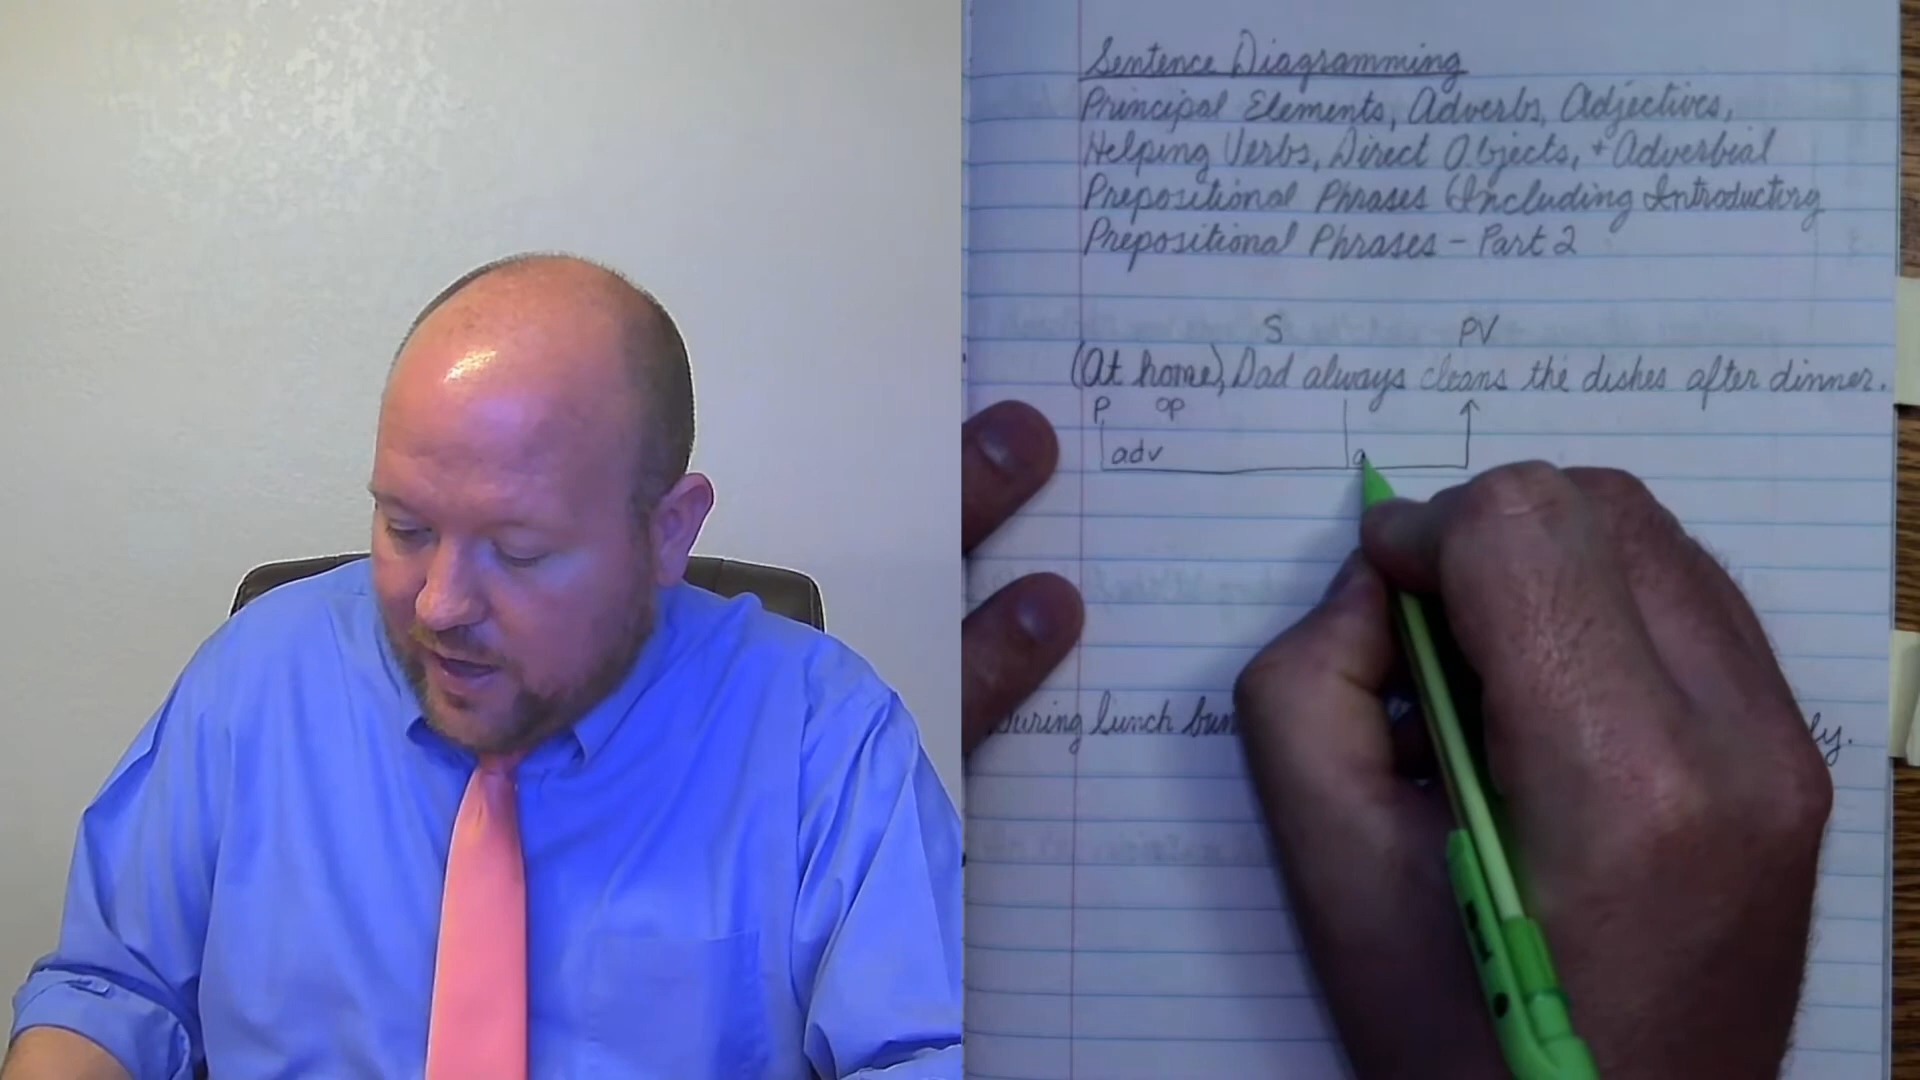 Sentence Diagramming
Principal Elements, Adverbs, Adjectives,
Helping Verbs, Direct Objects, + Adverbial
Prepositional Phrases (Including Introductory
Prepositional Phrases - Part 2
S PV
(At home), Dad always cleans the dishes after dinner.
P OP
adv a
During lunch